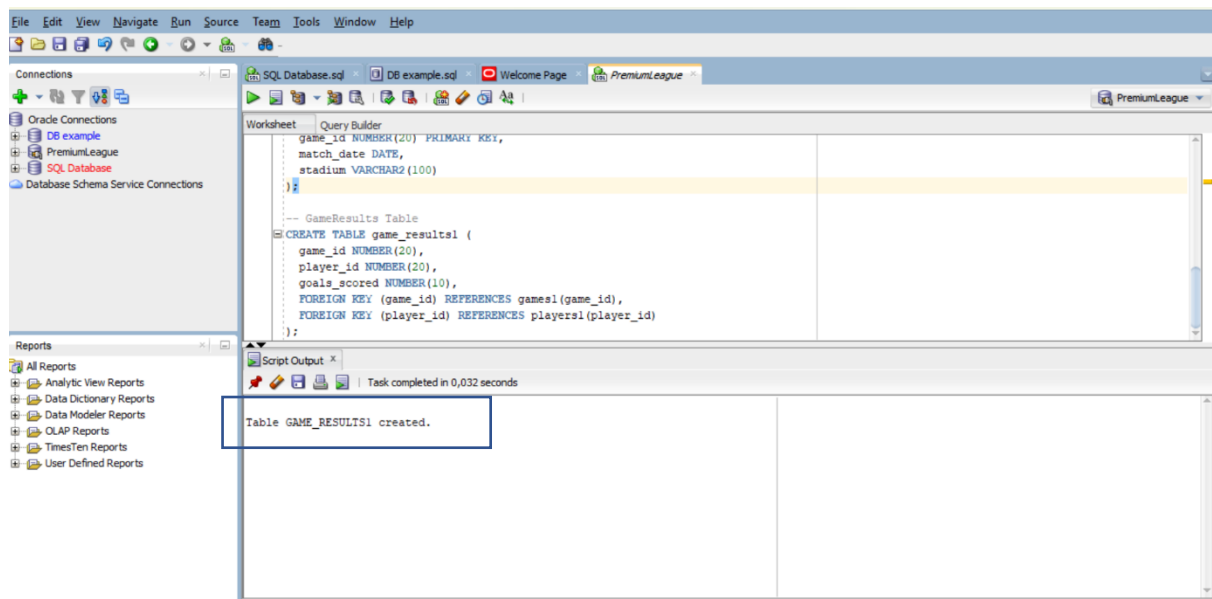 File Edit View Navigate Run Source Team Tools Window Help
Connections
Oracle Connections
DB example
PremiumLeague
SQL Database
Database Schema Service Connections
Reports
All Reports
Analytic View Reports
Data Dictionary Reports
Data Modeler Reports
OLAP Reports
TimesTen Reports
User Defined Reports
SQL Database.sql DB example.sql Welcome Page PremiumLeague
PremiumLeague
Worksheet Query Builder
game_id NUMBER(20) PRIMARY KEY,
match_date DATE,
stadium VARCHAR2(100)
);
-- GameResults Table
CREATE TABLE game_results1 (
game_id NUMBER(20),
player_id NUMBER(20),
goals_scored NUMBER(10),
FOREIGN KEY (game_id) REFERENCES games1(game_id),
FOREIGN KEY (player_id) REFERENCES players1(player_id)
);
Script Output
Task completed in 0,032 seconds
Table GAME_RESULTS1 created.